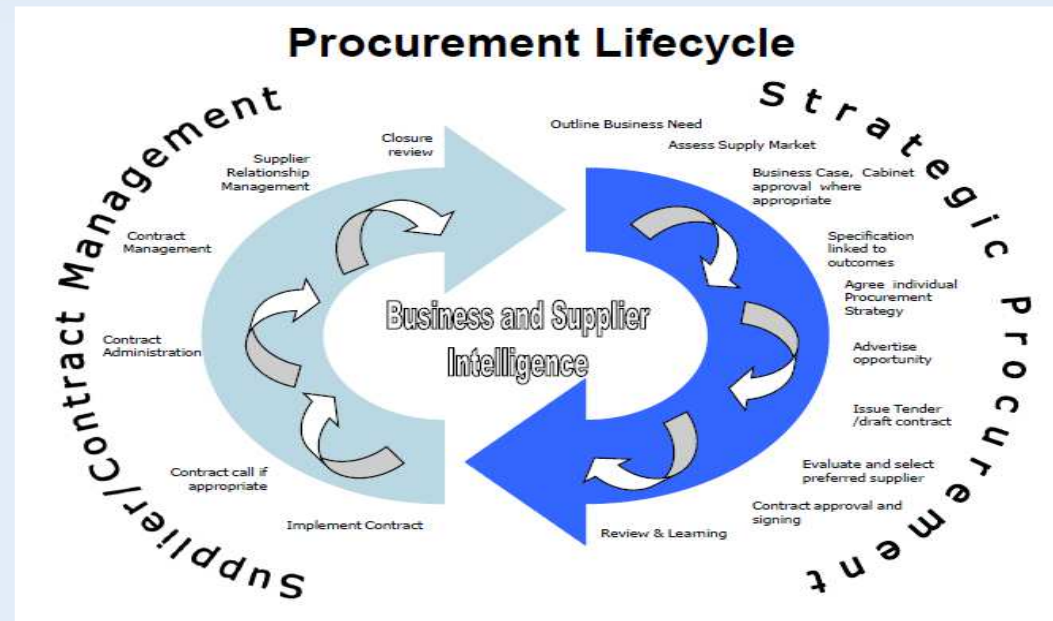 Procurement Lifecycle
Strategic Procurement
Outline Business Need
Assess Supply Market
Business Case, Cabinet
approval where
appropriate
Specification
linked to
outcomes
Agree individual
Procurement
Strategy
Advertise
opportunity
Issue Tender
/draft contract
Evaluate and select
preferred supplier
Contract approval and
signing
Review & Learning
Supplier/Contract Management
Implement Contract
Contract call if
appropriate
Contract
Administration
Contract
Management
Supplier
Relationship
Management
Closure
review
Business and Supplier
Intelligence